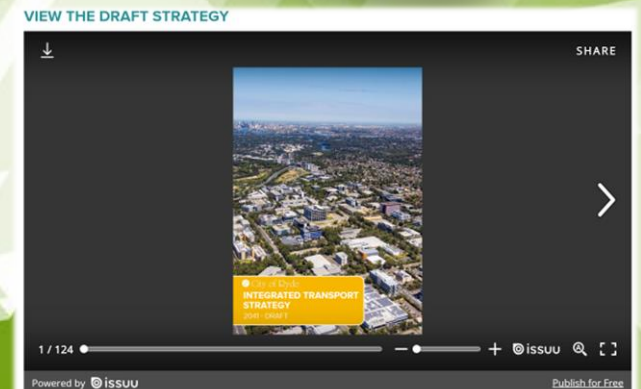 VIEW THE DRAFT STRATEGY
SHARE
City of Ryde
INTEGRATED TRANSPORT
STRATEGY
2041 - DRAFT
1 / 124
issuu
Powered by issuu
Publish for Free